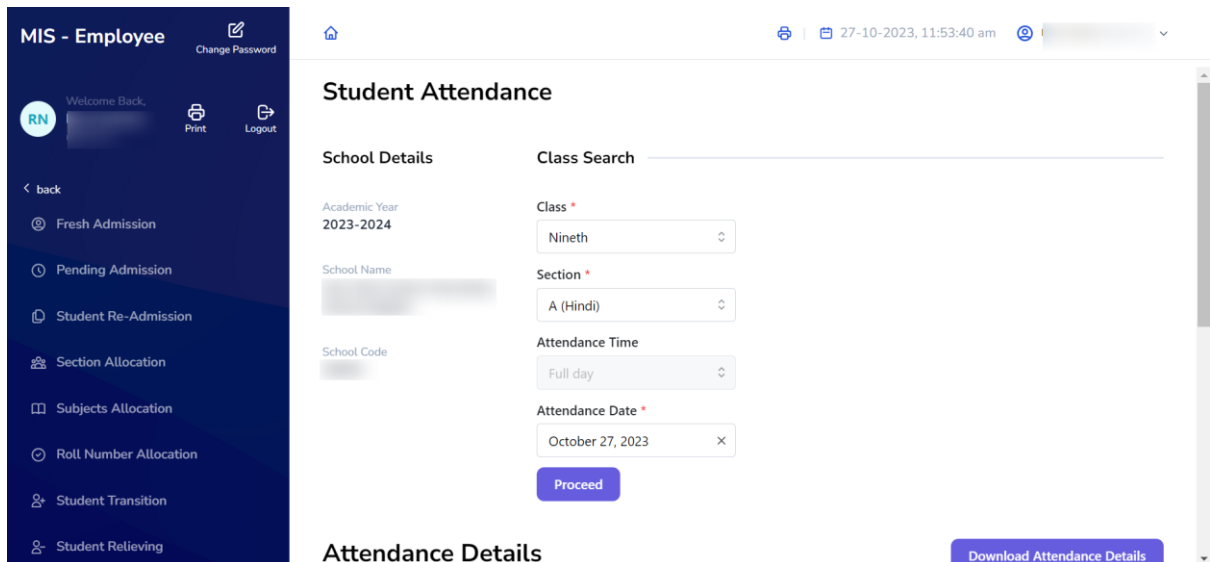 MIS - Employee
Change Password
RN
Welcome Back,
Print
Logout
back
Fresh Admission
Pending Admission
Student Re-Admission
Section Allocation
Subjects Allocation
Roll Number Allocation
Student Transition
Student Relieving
27-10-2023, 11:53:40 am
Student Attendance
School Details
Academic Year
2023-2024
School Name
School Code
Class Search
Class *
Nineth
Section *
A (Hindi)
Attendance Time
Full day
Attendance Date *
October 27, 2023
Proceed
Attendance Details
Download Attendance Details